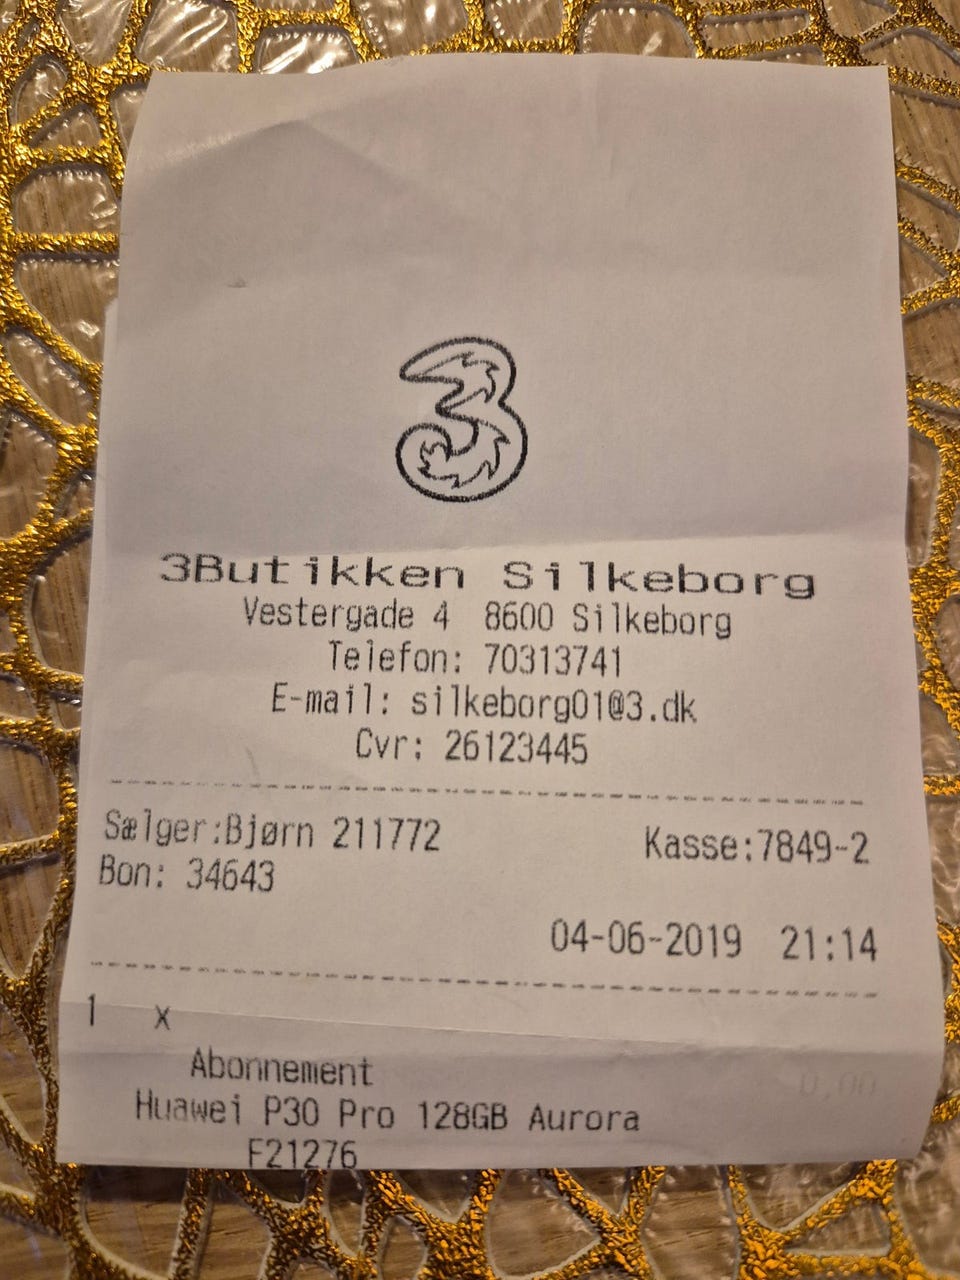 3
3Butikken Silkeborg
Vestergade 4 8600 Silkeborg
Telefon: 70313741
E-mail: silkeborg01@3.dk
Cvr: 26123445
Sælger:Bjørn 211772 Kasse:7849-2
Bon: 34643
04-06-2019 21:14
1 x
Abonnement 0,00
Huawei P30 Pro 128GB Aurora
F21276